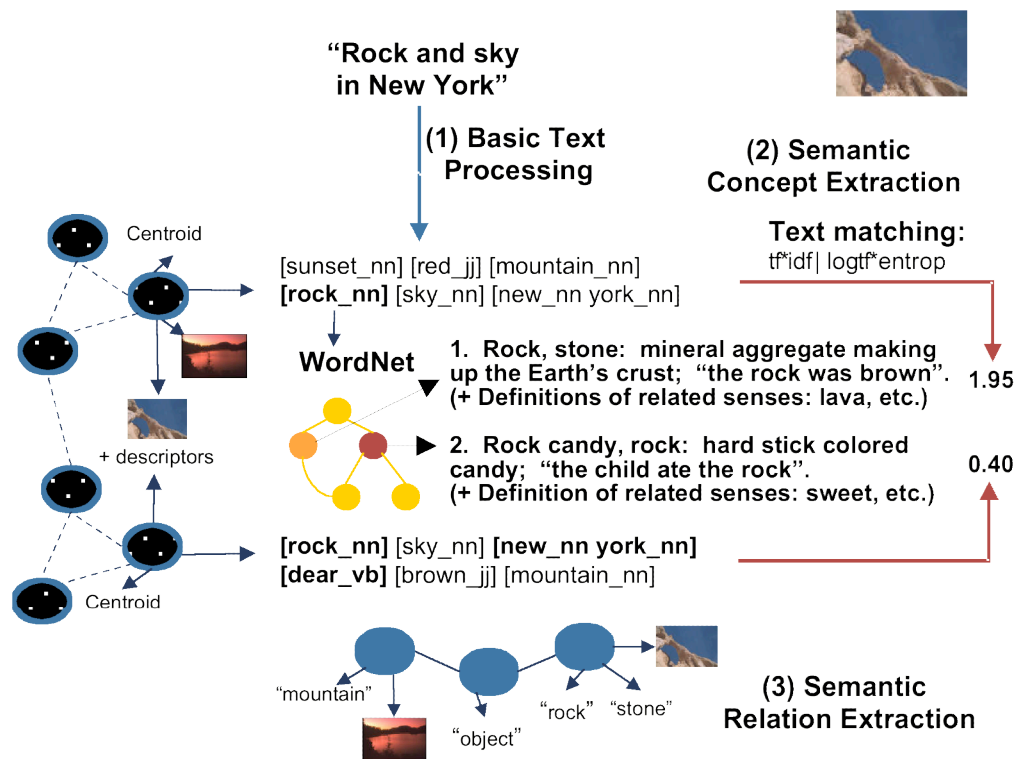 “Rock and sky
in New York”
(1) Basic Text
Processing
(2) Semantic
Concept Extraction
Text matching:
tf*idf| logtf*entrop
Centroid
[sunset_nn] [red_jj] [mountain_nn]
[rock_nn] [sky_nn] [new_nn york_nn]
WordNet
1. Rock, stone: mineral aggregate making
up the Earth’s crust; “the rock was brown”.
(+ Definitions of related senses: lava, etc.)
1.95
+ descriptors
2. Rock candy, rock: hard stick colored
candy; “the child ate the rock”.
(+ Definition of related senses: sweet, etc.)
0.40
[rock_nn] [sky_nn] [new_nn york_nn]
[dear_vb] [brown_jj] [mountain_nn]
Centroid
“mountain”
“object”
“rock”
“stone”
(3) Semantic
Relation Extraction